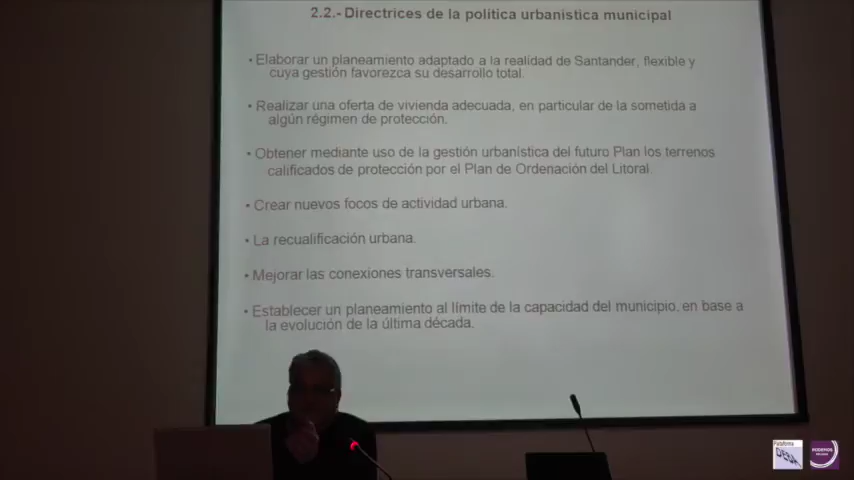 2.2.- Directrices de la política urbanística municipal
• Elaborar un planeamiento adaptado a la realidad de Santander, flexible y
cuya gestión favorezca su desarrollo total.
• Realizar una oferta de vivienda adecuada, en particular de la sometida a
algún régimen de protección.
• Obtener mediante uso de la gestión urbanística del futuro Plan los terrenos
calificados de protección por el Plan de Ordenación del Litoral.
• Crear nuevos focos de actividad urbana.
• La recualificación urbana.
• Mejorar las conexiones transversales.
• Establecer un planeamiento al límite de la capacidad del municipio, en base a
la evolución de la última década.
Plataforma
PODEMOS